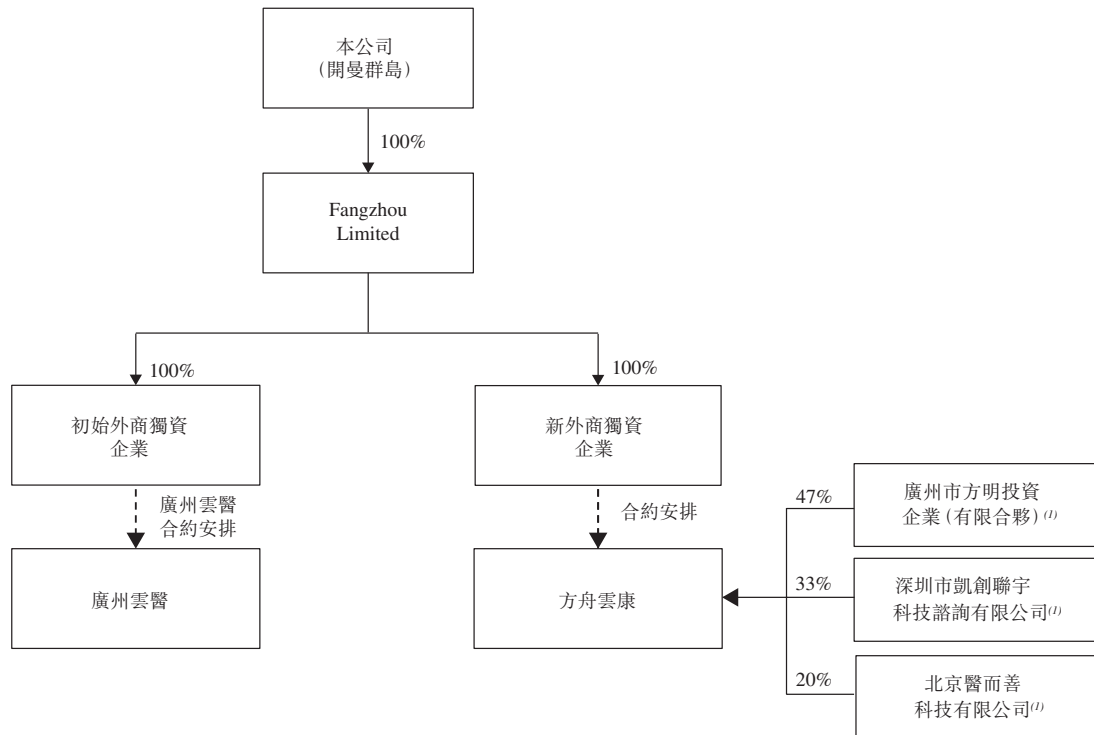 本公司
(開曼群島)
100%
Fangzhou
Limited
100%
100%
初始外商獨資
企業
新外商獨資
企業
廣州雲醫
合約安排
合約安排
廣州雲醫
方舟雲康
47%
廣州市方明投資
企業(有限合夥)(1)
33%
深圳市凱創聯宇
科技諮詢有限公司(1)
20%
北京醫而善
科技有限公司(1)